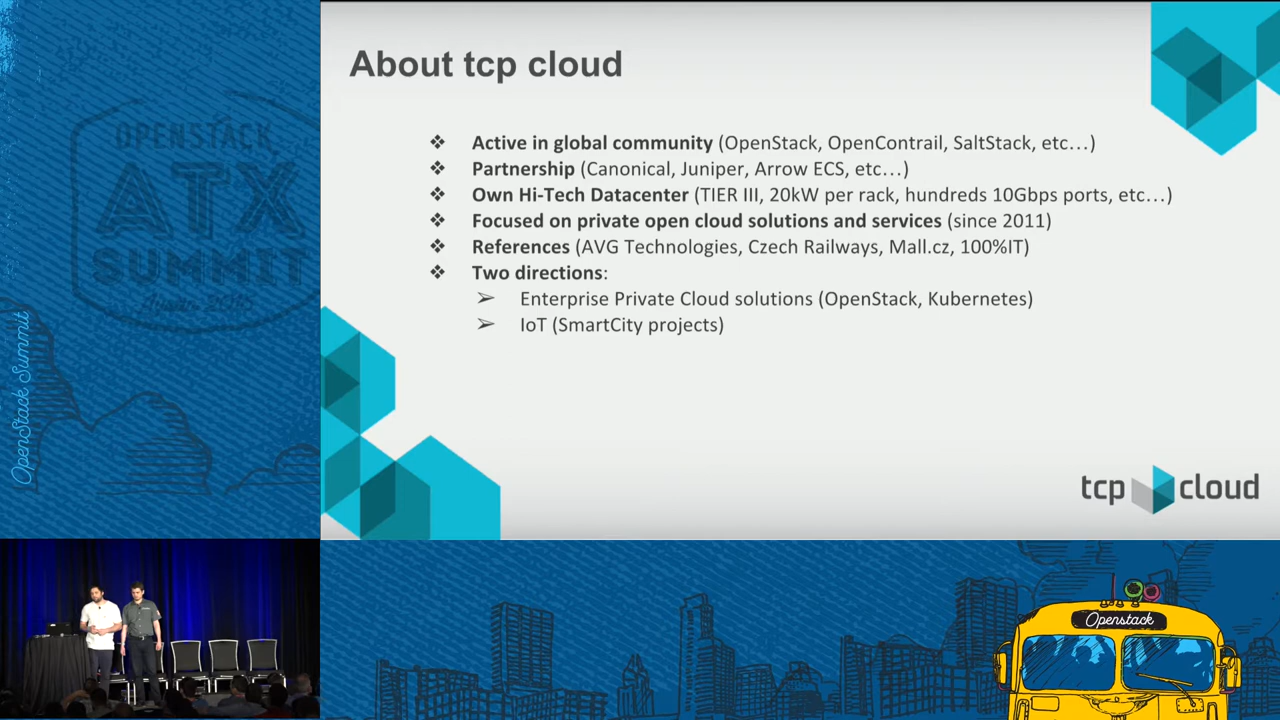 About tcp cloud
❖ Active in global community (OpenStack, OpenContrail, SaltStack, etc…)
❖ Partnership (Canonical, Juniper, Arrow ECS, etc…)
❖ Own Hi-Tech Datacenter (TIER III, 20kW per rack, hundreds 10Gbps ports, etc…)
❖ Focused on private open cloud solutions and services (since 2011)
❖ References (AVG Technologies, Czech Railways, Mall.cz, 100%IT)
❖ Two directions:
➢ Enterprise Private Cloud solutions (OpenStack, Kubernetes)
➢ IoT (SmartCity projects)
tcp cloud
OPENSTACK
ATX
SUMMIT
OpenStack Summit
Openstack